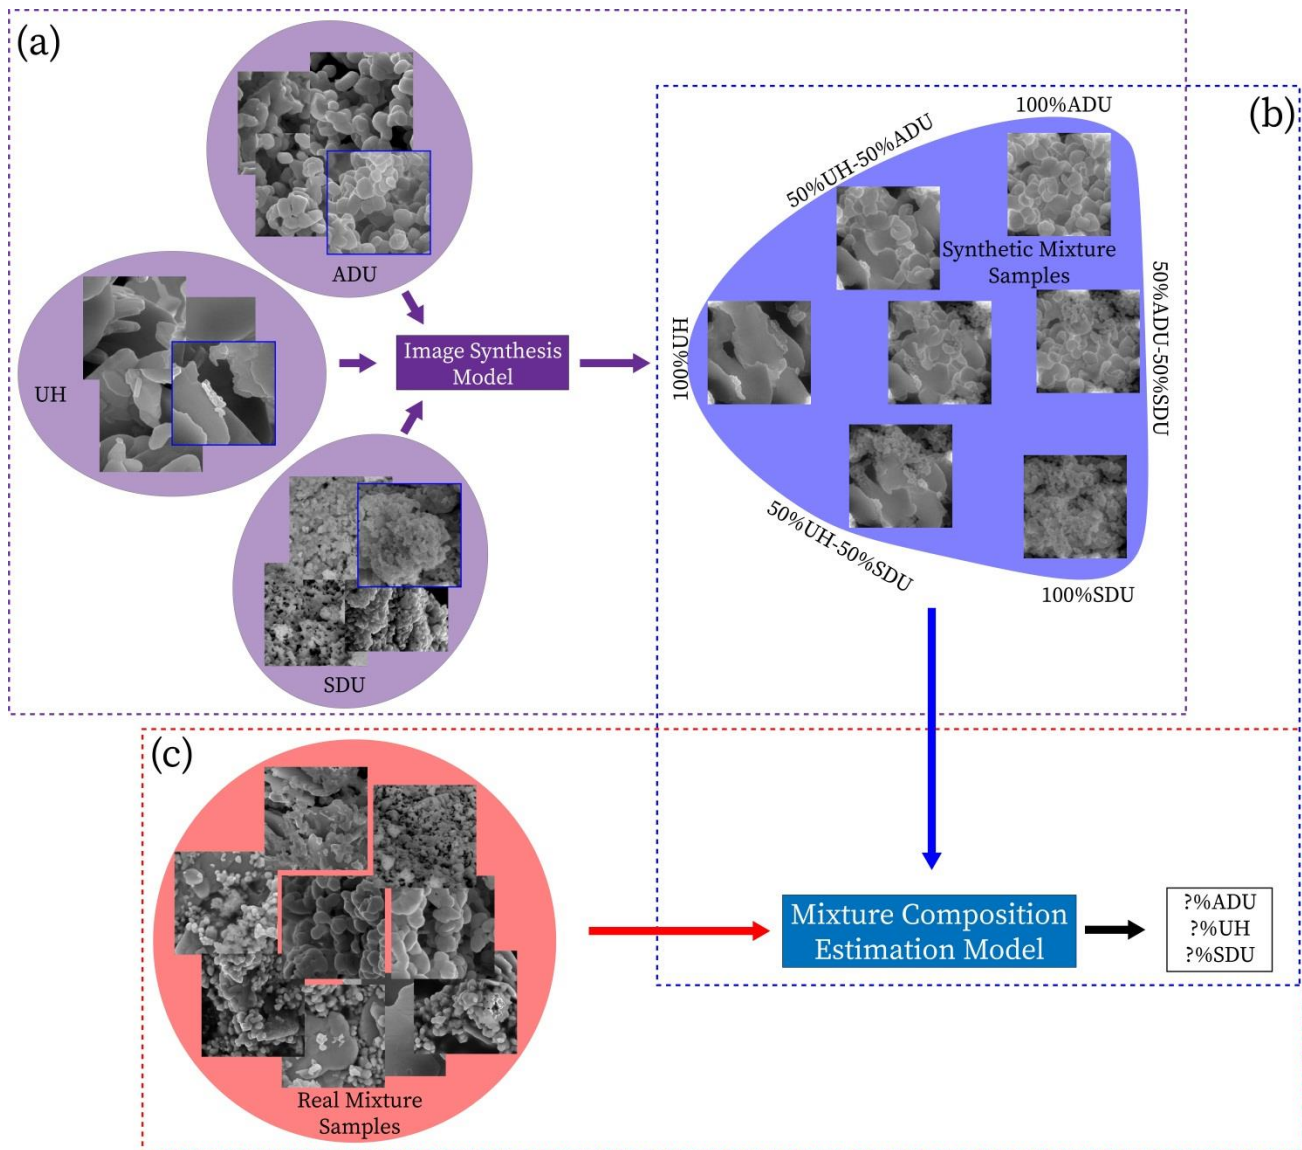 (a)
ADU
UH
SDU
Image Synthesis
Model
(b)
100%ADU
50%UH-50%ADU
Synthetic Mixture
Samples
100%UH
50%ADU-50%SDU
50%UH-50%SDU
100%SDU
(c)
Real Mixture
Samples
Mixture Composition
Estimation Model
?%ADU
?%UH
?%SDU